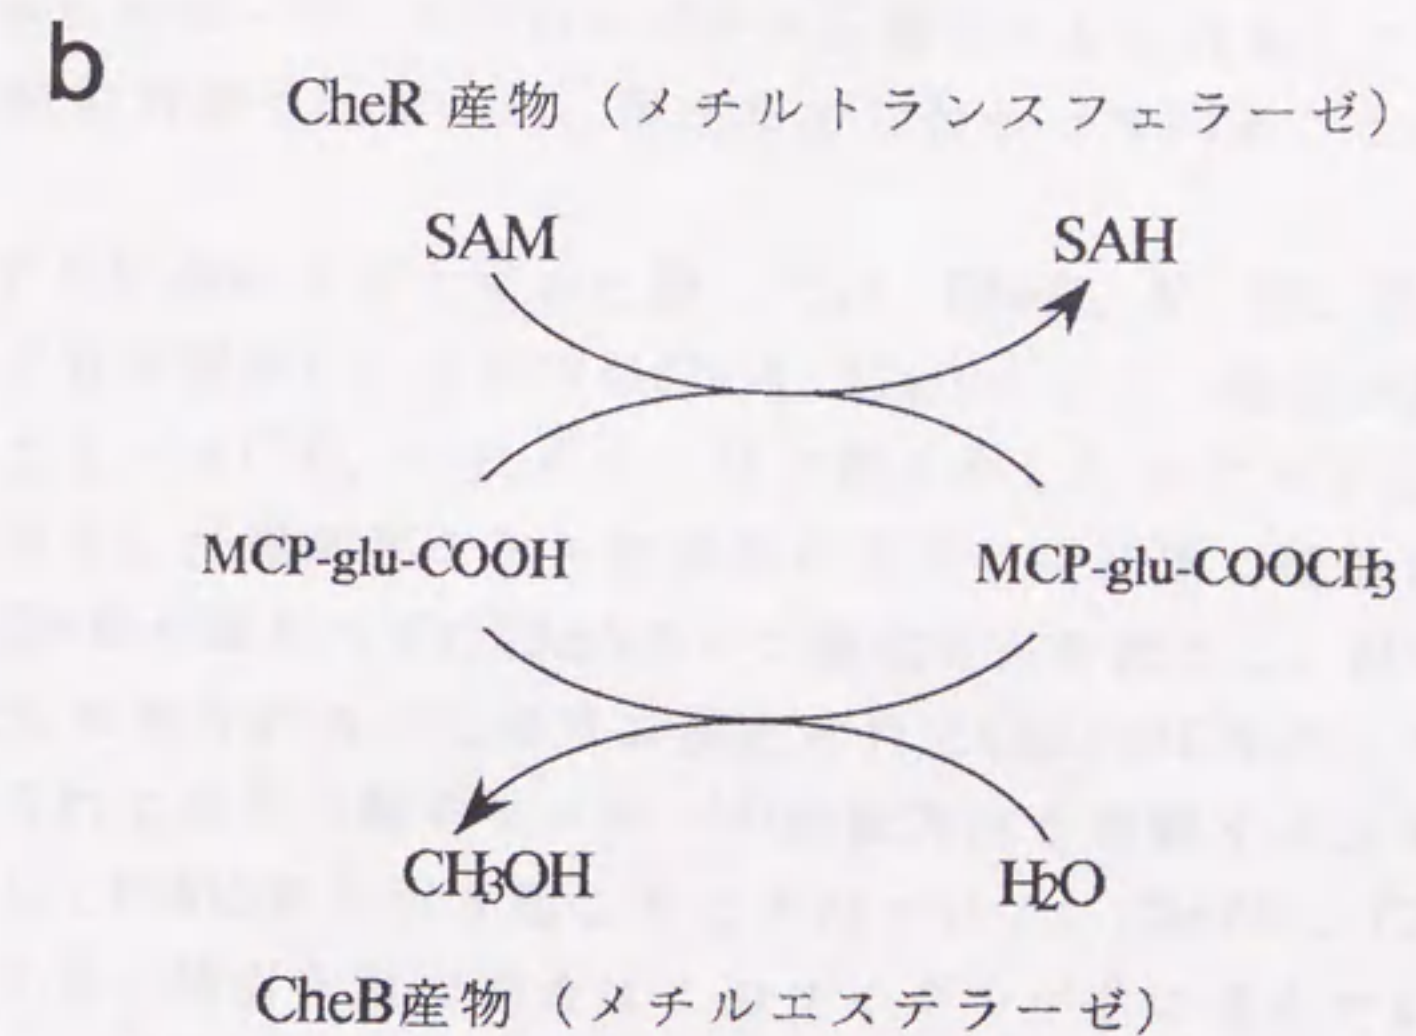 b
CheR 産物 （メチルトランスフェラーゼ）
SAM
SAH
MCP-glu-COOH
MCP-glu-COOCH3
CH3OH
H2O
CheB産物 （メチルエステラーゼ）